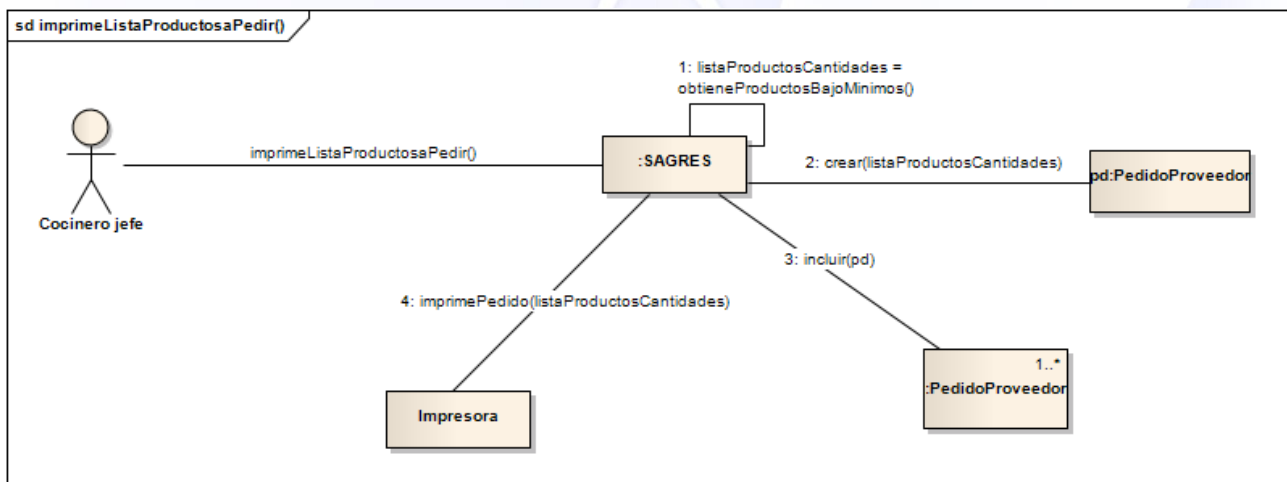 sd imprimeListaProductosaPedir()
1: listaProductosCantidades =
obtieneProductosBajoMinimos()
imprimeListaProductosaPedir()
:SAGRES
2: crear(listaProductosCantidades)
pd:PedidoProveedor
Cocinero jefe
3: incluir(pd)
4: imprimePedido(listaProductosCantidades)
1..*
:PedidoProveedor
Impresora